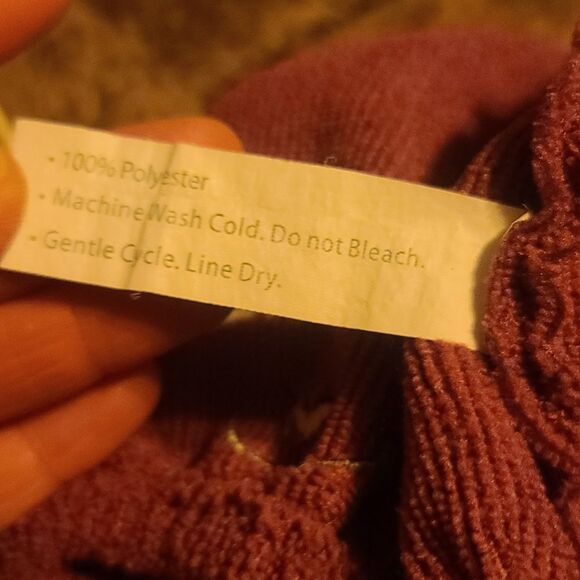 • 100% Polyester
• Machine Wash Cold. Do not Bleach.
• Gentle Cycle. Line Dry.